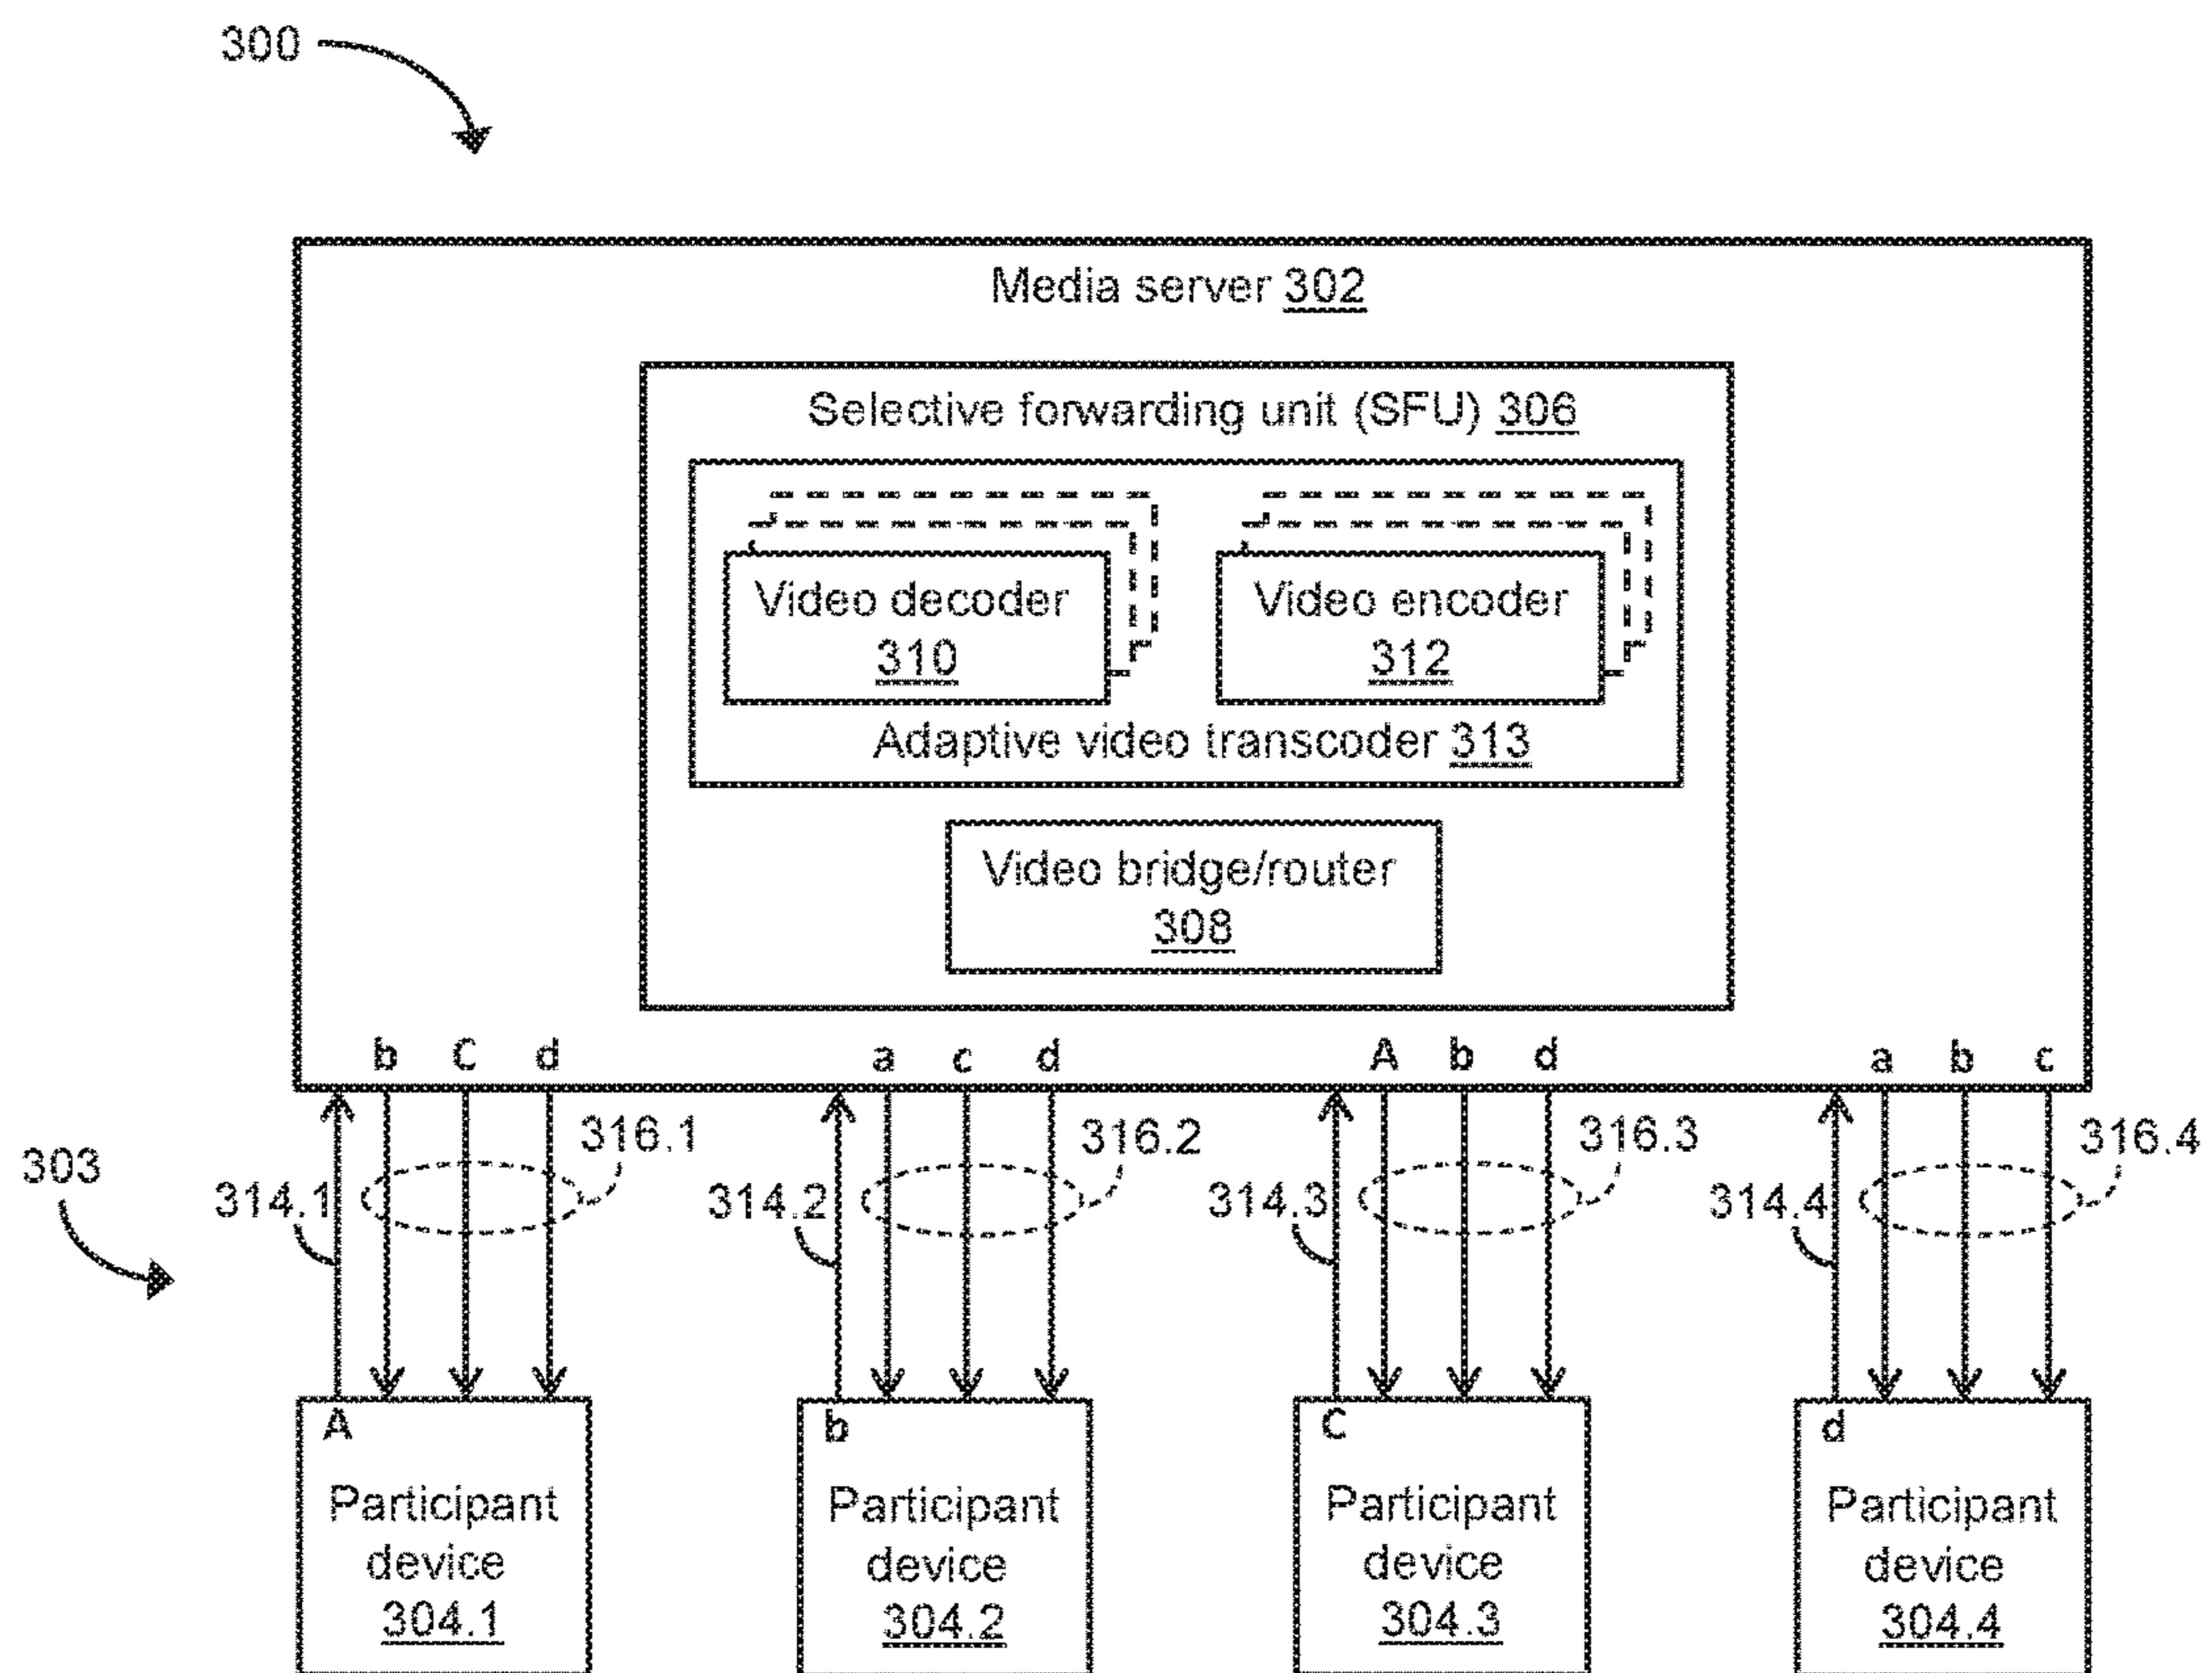 300
Media server 302
Selective forwarding unit (SFU) 306
Video decoder
310
Video encoder
312
Adaptive video transcoder 313
Video bridge/router
308
b C d
a c d
A b d
a b c
303
314.1
316.1
314.2
316.2
314.3
316.3
314.4
316.4
A
Participant
device
304.1
b
Participant
device
304.2
C
Participant
device
304.3
d
Participant
device
304.4